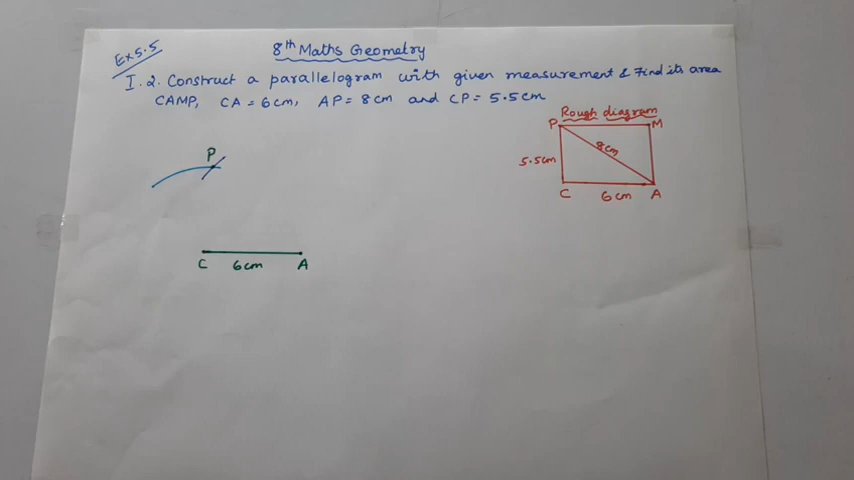 Ex 5.5
8th Maths Geometry
I. 2. Construct a parallelogram with given measurement & Find its area
CAMP, CA = 6cm, AP = 8cm and CP = 5.5cm
Rough diagram
P M
8cm
5.5cm
C 6cm A
P
C 6cm A